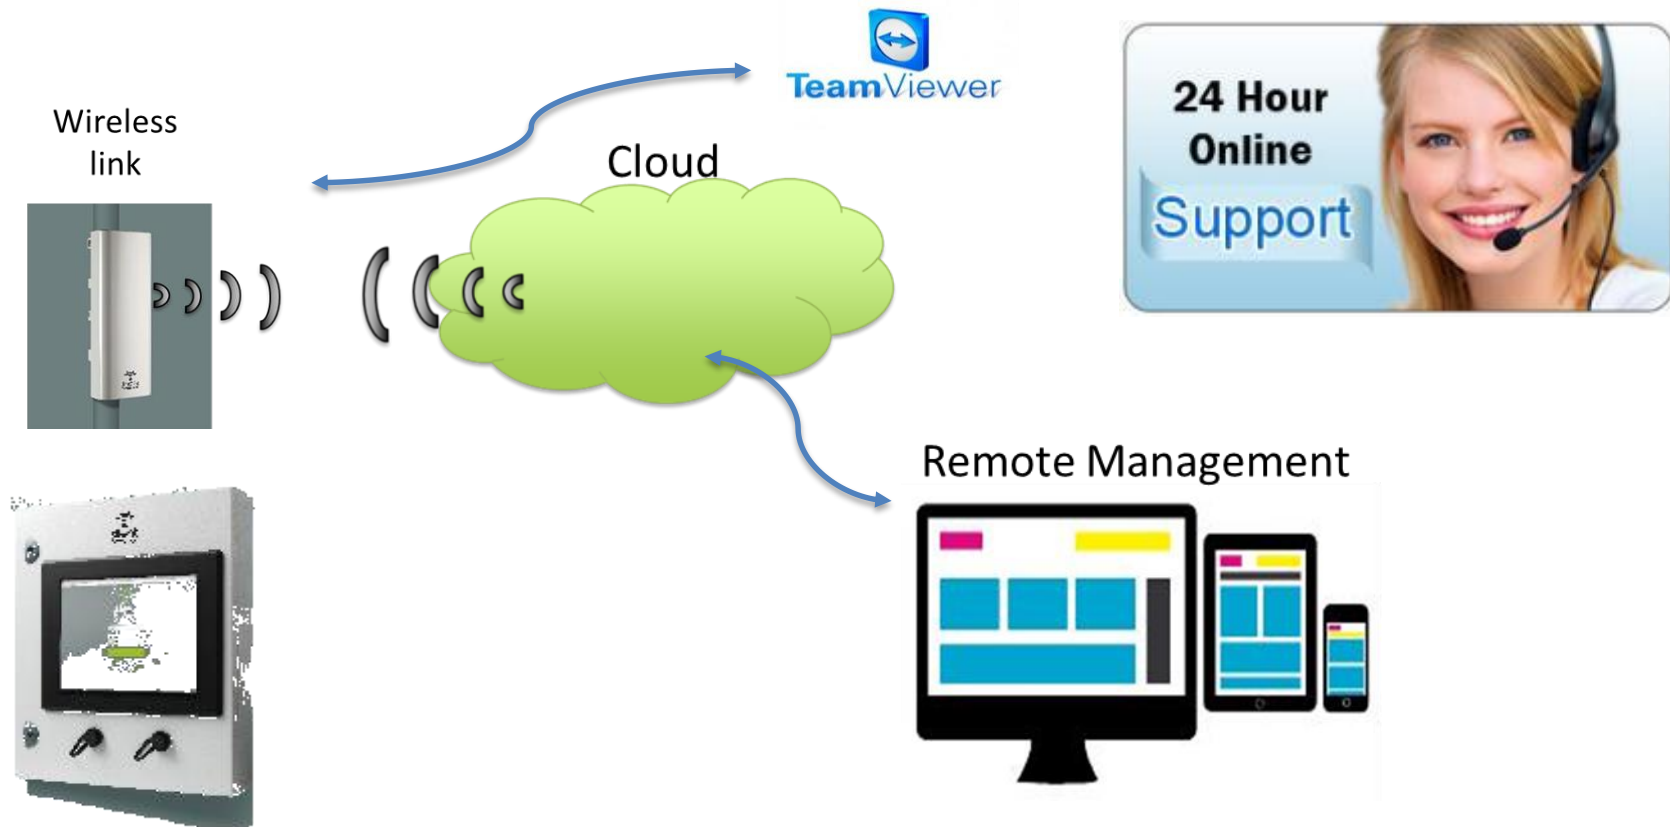 Wireless
link
Cloud
TeamViewer
24 Hour
Online
Support
Remote Management